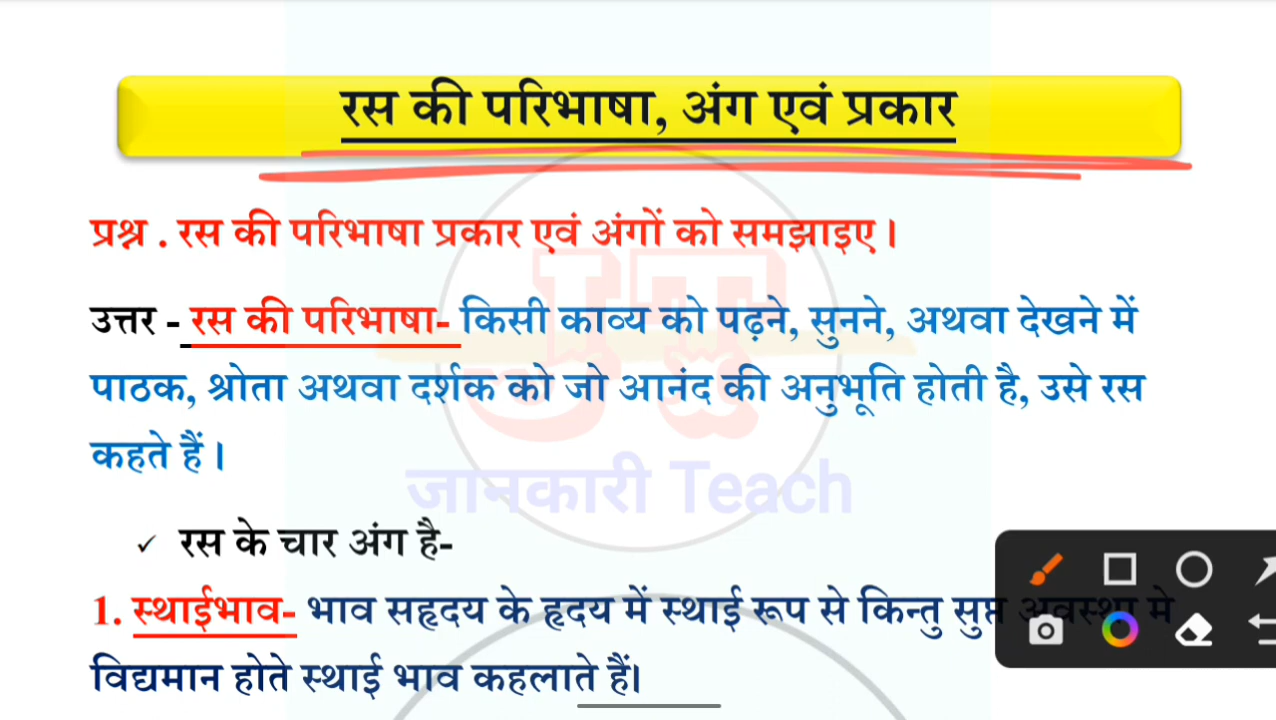 रस की परिभाषा, अंग एवं प्रकार
प्रश्न . रस की परिभाषा प्रकार एवं अंगों को समझाइए ।
उत्तर - रस की परिभाषा- किसी काव्य को पढ़ने, सुनने, अथवा देखने में
पाठक, श्रोता अथवा दर्शक को जो आनंद की अनुभूति होती है, उसे रस
कहते हैं ।
JT
जानकारी Teach
✓ रस के चार अंग है-
1. स्थाईभाव- भाव सहृदय के हृदय में स्थाई रूप से किन्तु सुप्त अवस्था मे
विद्यमान होते स्थाई भाव कहलाते हैं।